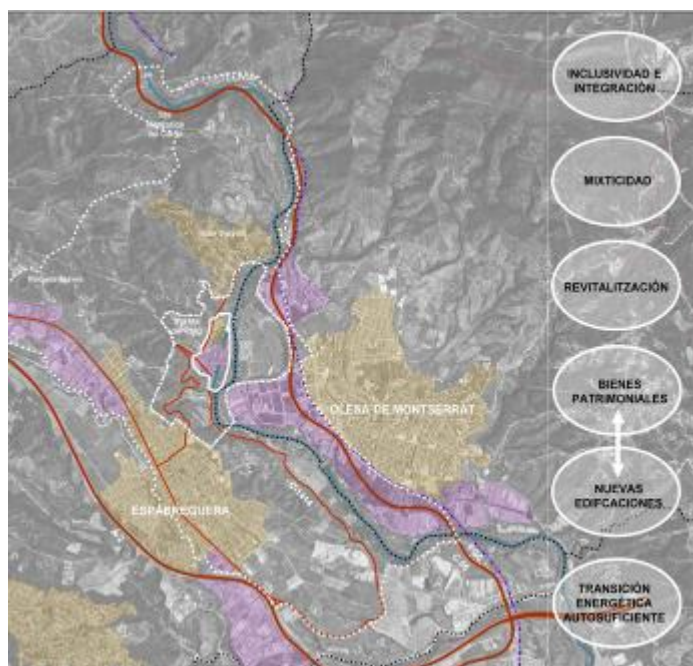 INCLUSIVIDAD E
INTEGRACIÓN
MIXTICIDAD
REVITALITZACIÓN
BIENES
PATRIMONIALES
OLESA DE MONTSERRAT
NUEVAS
EDIFCACIONES
ESPARREGUERA
TRANSICIÓN
ENERGÉTICA
AUTOSUFICIENTE